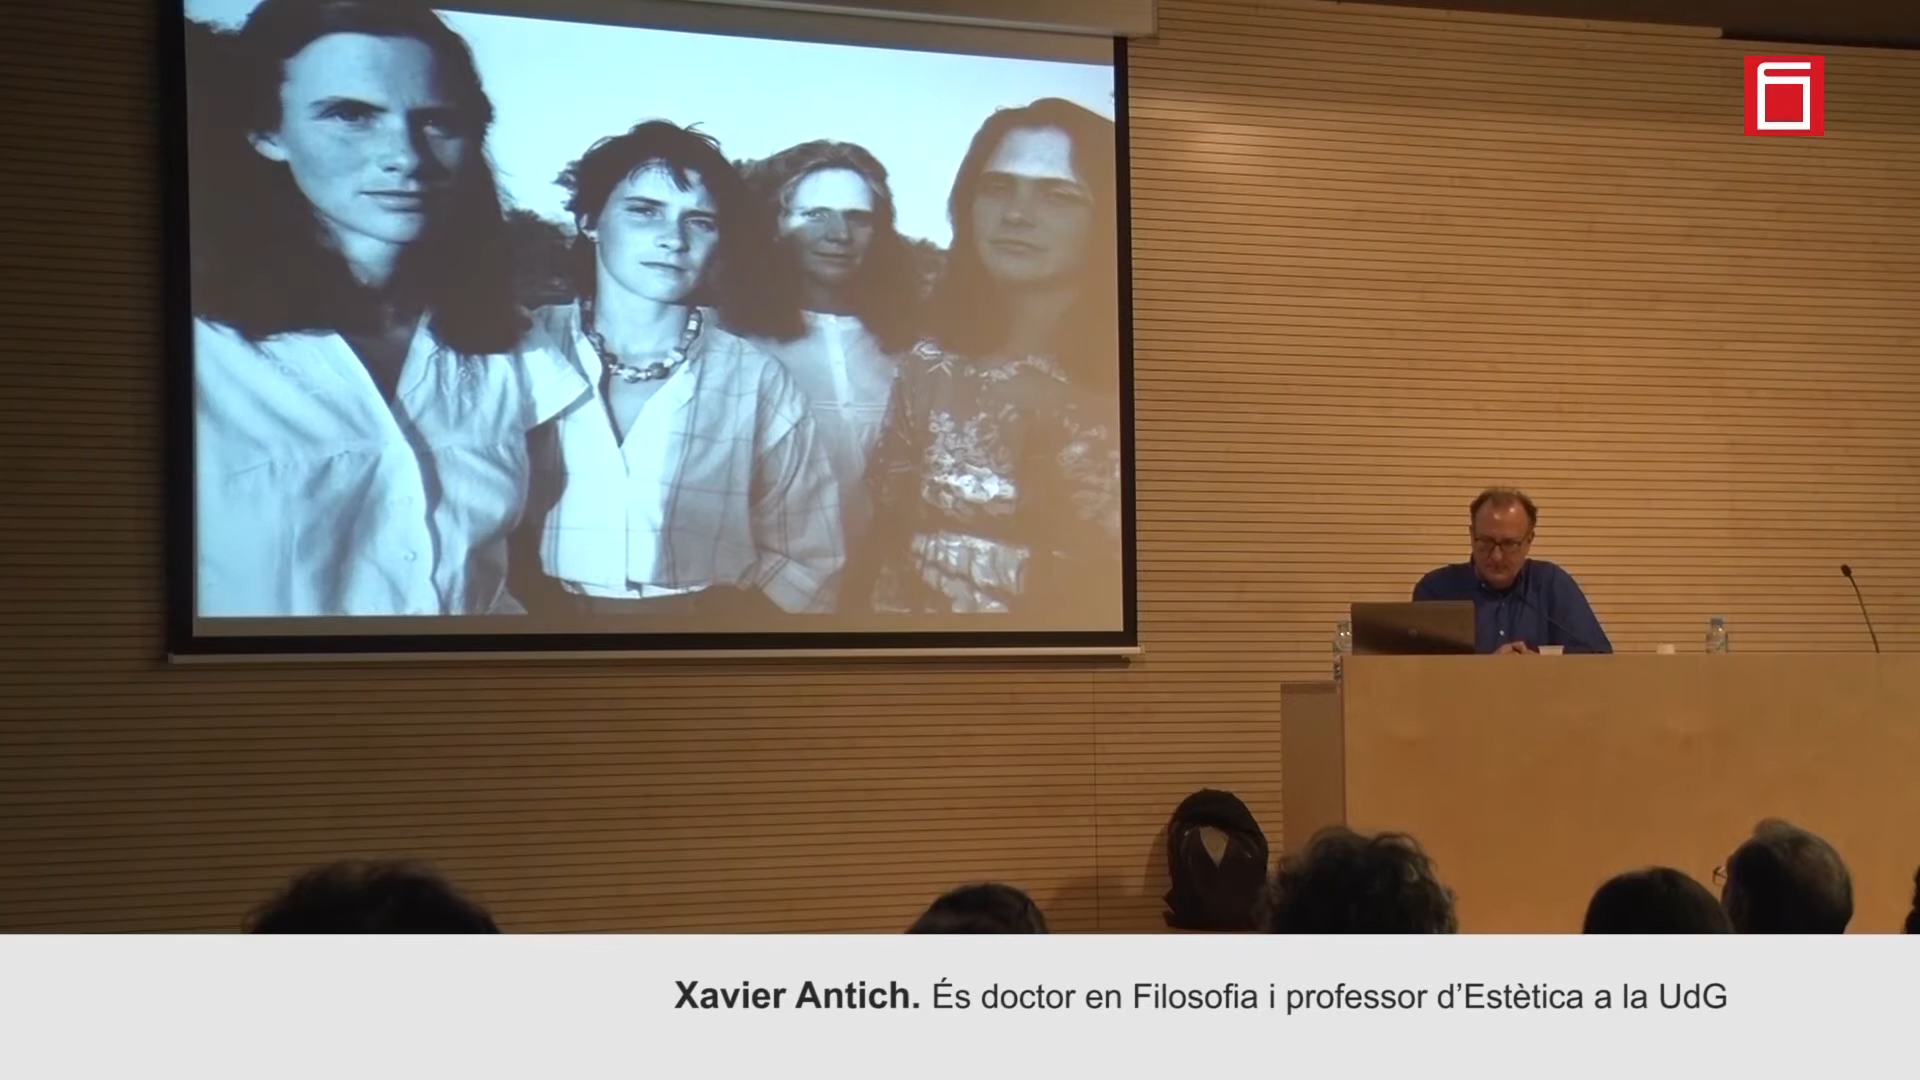 Xavier Antich. És doctor en Filosofia i professor d’Estètica a la UdG